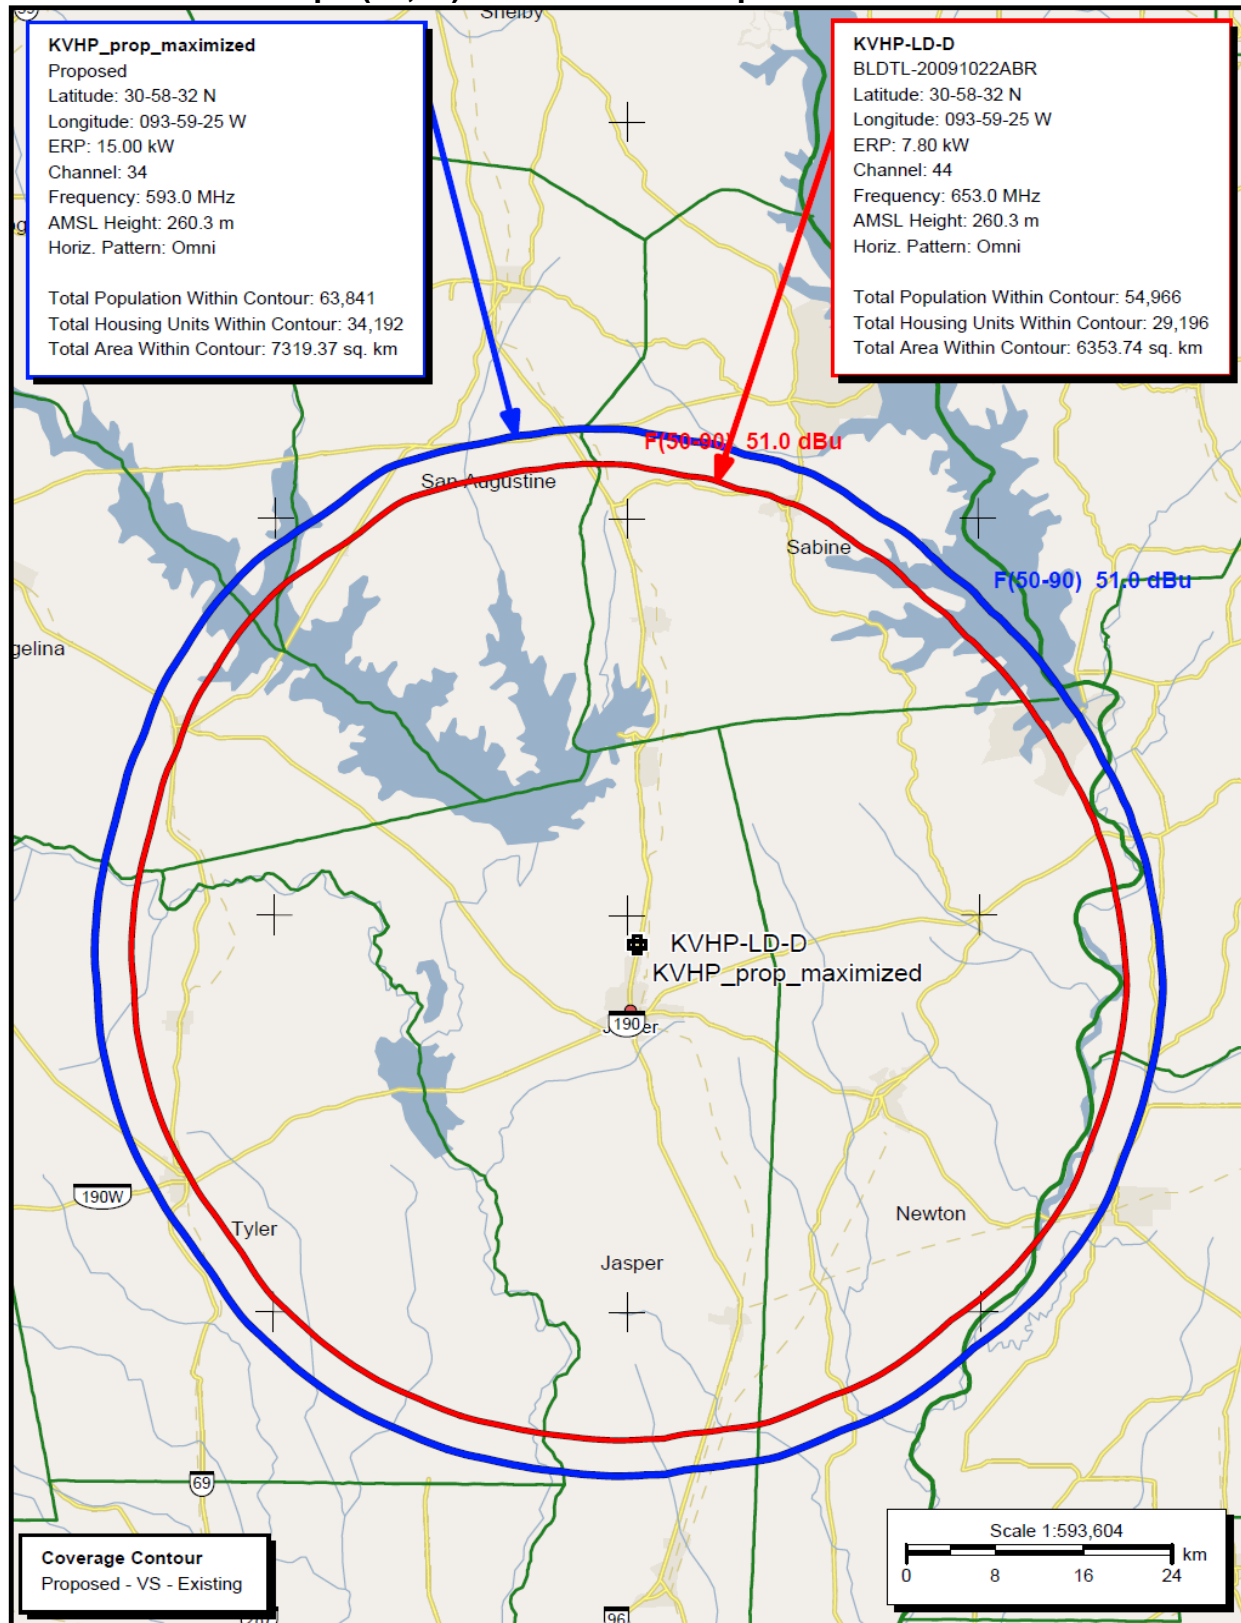 Shelby
KVHP_prop_maximized
Proposed
Latitude: 30-58-32 N
Longitude: 093-59-25 W
ERP: 15.00 kW
Channel: 34
Frequency: 593.0 MHz
AMSL Height: 260.3 m
Horiz. Pattern: Omni
Total Population Within Contour: 63,841
Total Housing Units Within Contour: 34,192
Total Area Within Contour: 7319.37 sq. km
KVHP-LD-D
BLDTL-20091022ABR
Latitude: 30-58-32 N
Longitude: 093-59-25 W
ERP: 7.80 kW
Channel: 44
Frequency: 653.0 MHz
AMSL Height: 260.3 m
Horiz. Pattern: Omni
Total Population Within Contour: 54,966
Total Housing Units Within Contour: 29,196
Total Area Within Contour: 6353.74 sq. km
F(50-90) 51.0 dBu
San Augustine
Sabine
F(50-90) 51.0 dBu
gelina
KVHP-LD-D
KVHP_prop_maximized
190
190W
Tyler
Newton
Jasper
69
Scale 1:593,604
km
0 8 16 24
Coverage Contour
Proposed - VS - Existing
96